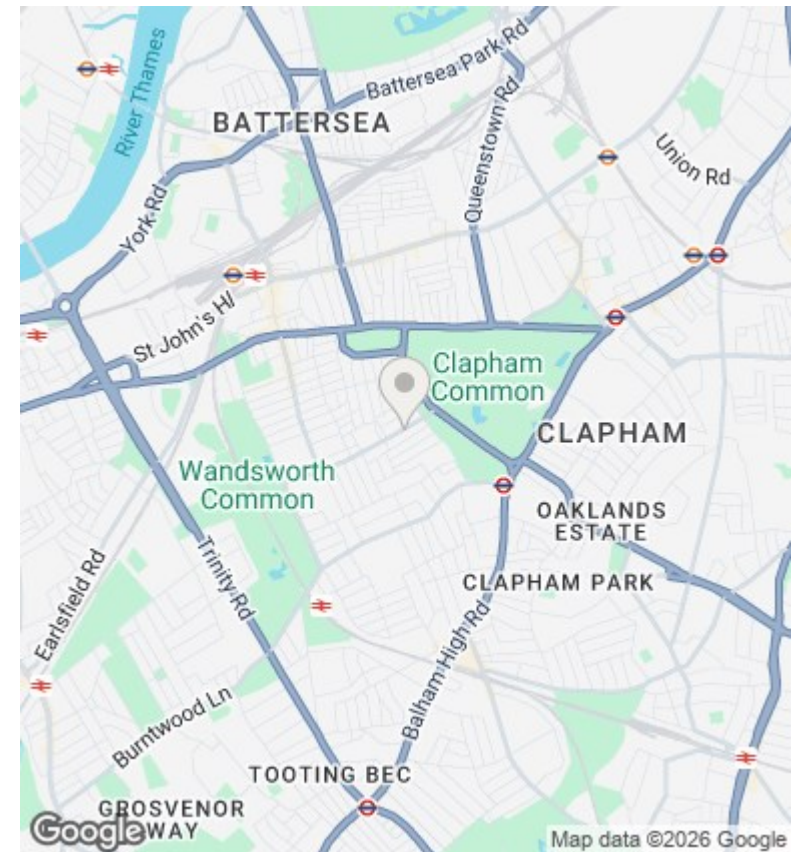 River Thames
Battersea Park Rd
BATTERSEA
Queenstown Rd
Union Rd
York Rd
St John's H/
Clapham
Common
CLAPHAM
Wandsworth
Common
OAKLANDS
ESTATE
CLAPHAM PARK
Trinity Rd
Earlsfield Rd
Balham High Rd
Burntwood Ln
TOOTING BEC
GROSVENOR
WAY
Google
Map data ©2026 Google